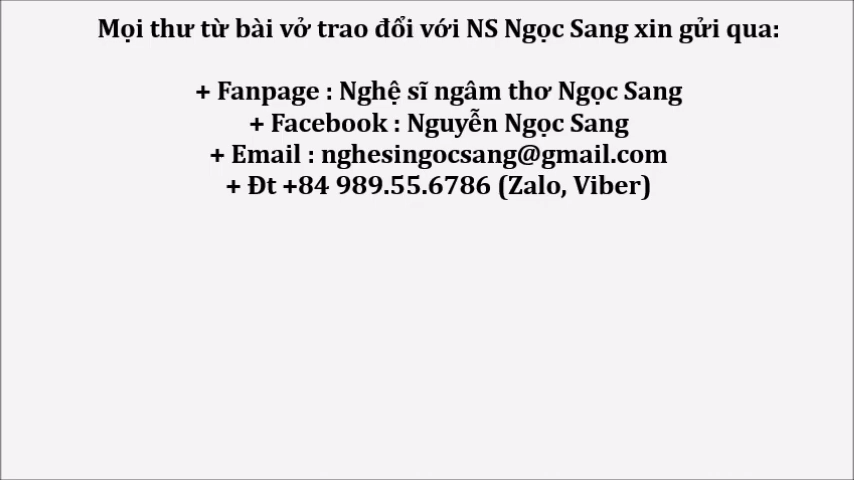 Mọi thư từ bài vở trao đổi với NS Ngọc Sang xin gửi qua:
+ Fanpage : Nghệ sĩ ngâm thơ Ngọc Sang
+ Facebook : Nguyễn Ngọc Sang
+ Email : nghesingocsang@gmail.com
+ Đt +84 989.55.6786 (Zalo, Viber)